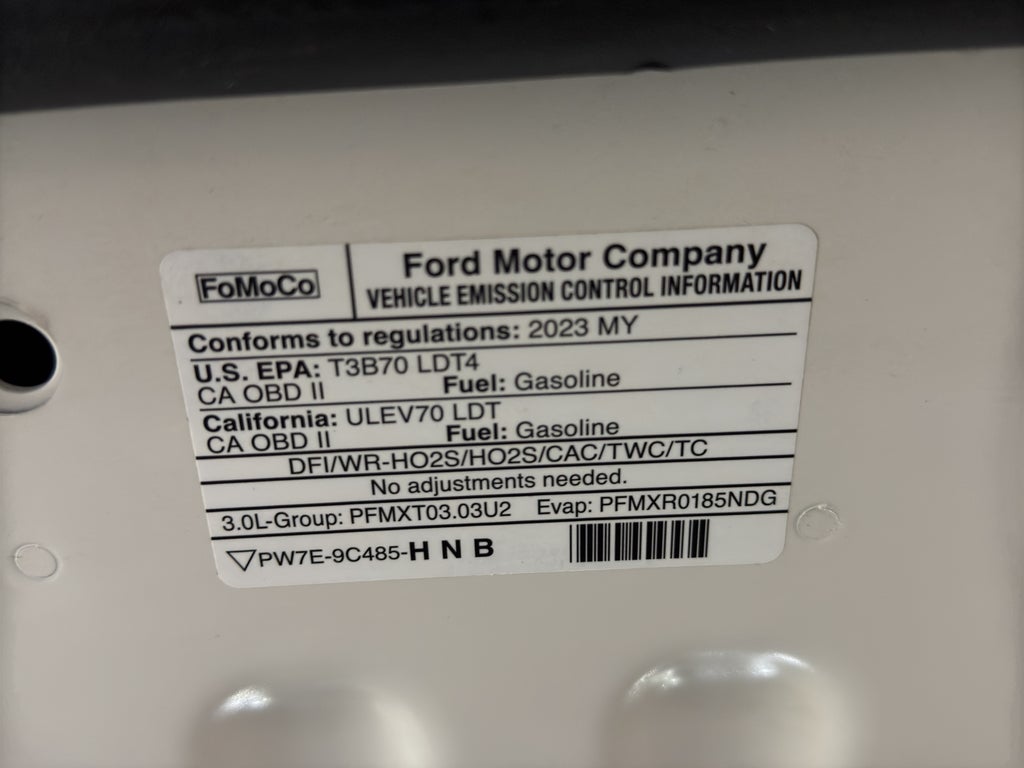 FoMoCo
Ford Motor Company
VEHICLE EMISSION CONTROL INFORMATION
Conforms to regulations: 2023 MY
U.S. EPA: T3B70 LDT4
CA OBD II Fuel: Gasoline
California: ULEV70 LDT
CA OBD II Fuel: Gasoline
DFI/WR-HO2S/HO2S/CAC/TWC/TC
No adjustments needed.
3.0L-Group: PFMXT03.03U2 Evap: PFMXR0185NDG
PW7E-9C485-H N B